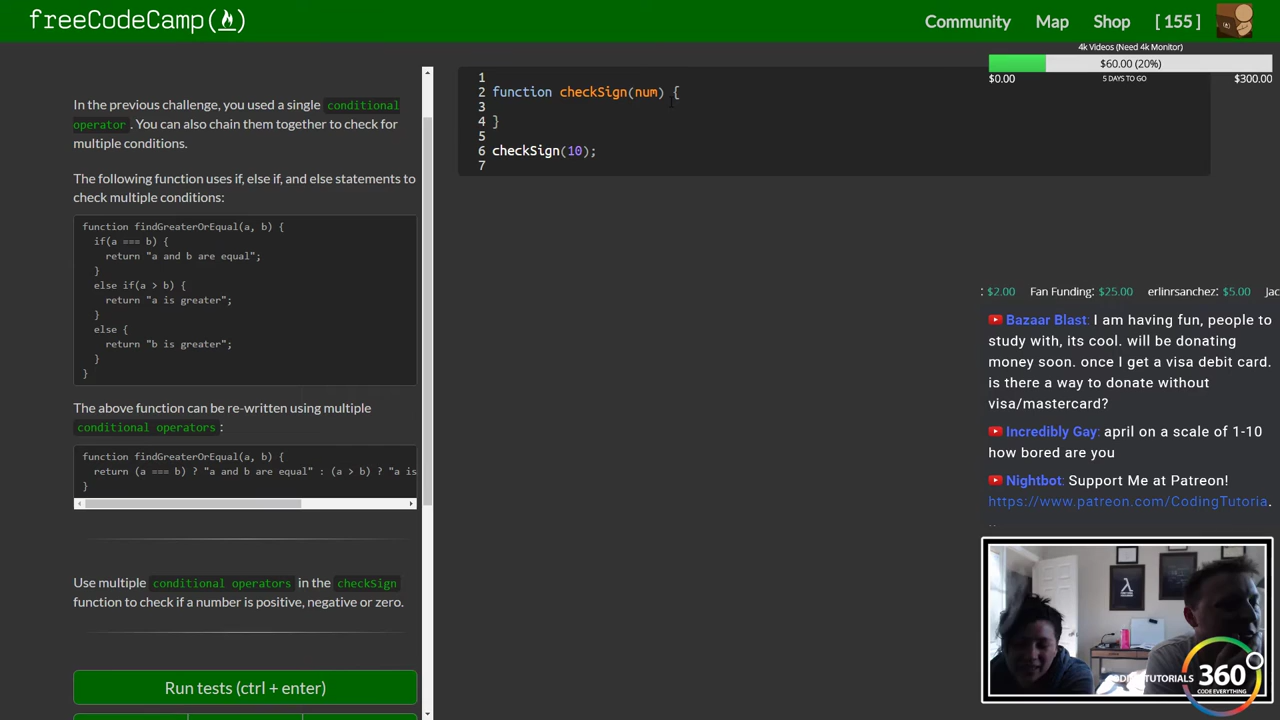 freeCodeCamp
Community Map Shop [ 155 ]
4k Videos (Need 4k Monitor)
$60.00 (20%)
$0.00 5 DAYS TO GO $300.00
In the previous challenge, you used a single conditional
operator . You can also chain them together to check for
multiple conditions.
The following function uses if, else if, and else statements to
check multiple conditions:
function findGreaterOrEqual(a, b) {
if(a === b) {
return "a and b are equal";
}
else if(a > b) {
return "a is greater";
}
else {
return "b is greater";
}
}
The above function can be re-written using multiple
conditional operators :
function findGreaterOrEqual(a, b) {
return (a === b) ? "a and b are equal" : (a > b) ? "a is
}
Use multiple conditional operators in the checkSign
function to check if a number is positive, negative or zero.
Run tests (ctrl + enter)
1
2 function checkSign(num) {
3
4 }
5
6 checkSign(10);
7
: $2.00 Fan Funding: $25.00 erlinrsanchez: $5.00 Jac
Bazaar Blast: I am having fun, people to
study with, its cool. will be donating
money soon. once I get a visa debit card.
is there a way to donate without
visa/mastercard?
Incredibly Gay: april on a scale of 1-10
how bored are you
Nightbot: Support Me at Patreon!
https://www.patreon.com/CodingTutoria.
..
360°
CODE EVERYTHING